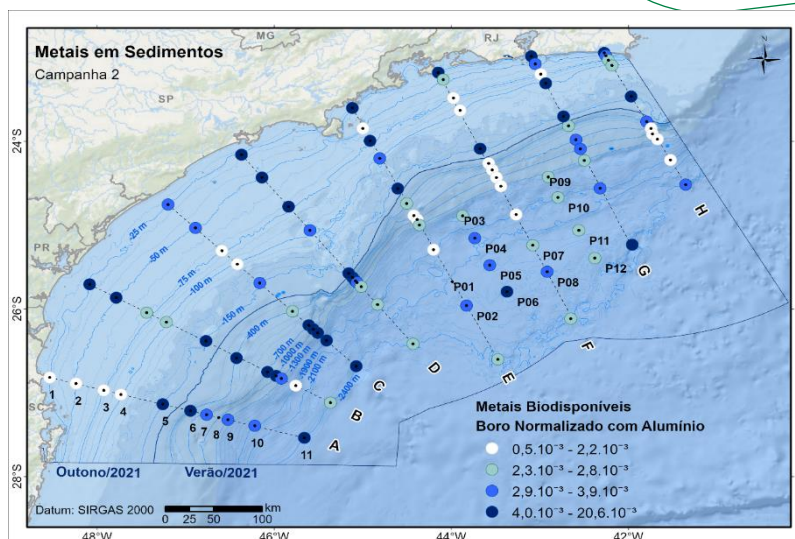 MG
RJ
Metais em Sedimentos
Campanha 2
SP
24°S
-25 m
-50 m
-75 m
-100 m
-150 m
-400 m
PR
P09
P10
P03
P04
P11
P07
P12
P05
P01
P08
P06
P02
H
G
F
E
D
C
B
A
26°S
-700 m
-1000 m
-1300 m
-1900 m
-2100 m
-2400 m
SC
1
2
3
4
5
6
7
8
9
10
11
Outono/2021
Verão/2021
28°S
Metais Biodisponíveis
Boro Normalizado com Alumínio
0,5.10⁻³ - 2,2.10⁻³
2,3.10⁻³ - 2,8.10⁻³
2,9.10⁻³ - 3,9.10⁻³
4,0.10⁻³ - 20,6.10⁻³
Datum: SIRGAS 2000
km
0 25 50 100
48°W
46°W
44°W
42°W